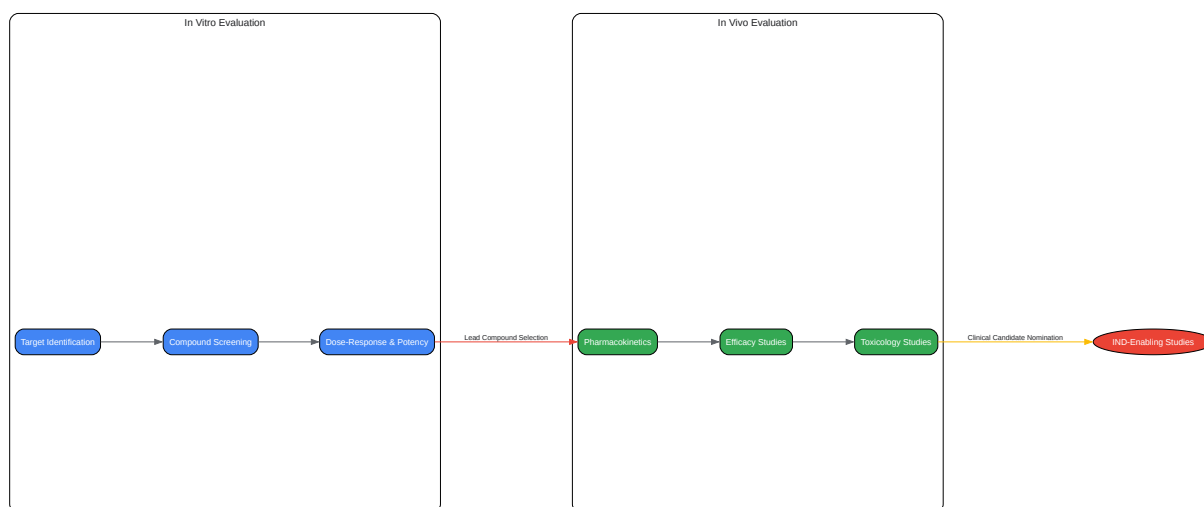 In Vitro Evaluation
In Vivo Evaluation
Target Identification
Compound Screening
Dose-Response & Potency
Lead Compound Selection
Pharmacokinetics
Efficacy Studies
Toxicology Studies
Clinical Candidate Nomination
IND-Enabling Studies